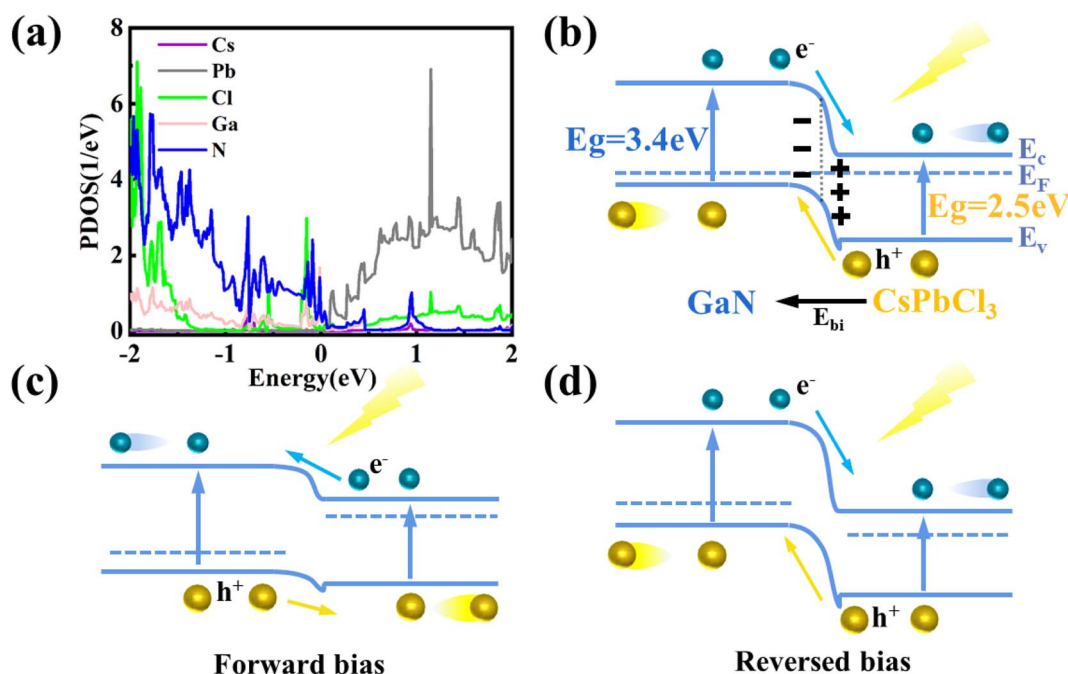 (a)
8
6
4
2
0
PDOS(1/eV)
Cs
Pb
Cl
Ga
N
-2
-1
0
1
2
Energy(eV)
(b)
e⁻
Eg=3.4eV
Ec
EF
Eg=2.5eV
Ev
h⁺
GaN
CsPbCl₃
Ebi
(c)
e⁻
h⁺
Forward bias
(d)
e⁻
h⁺
Reversed bias